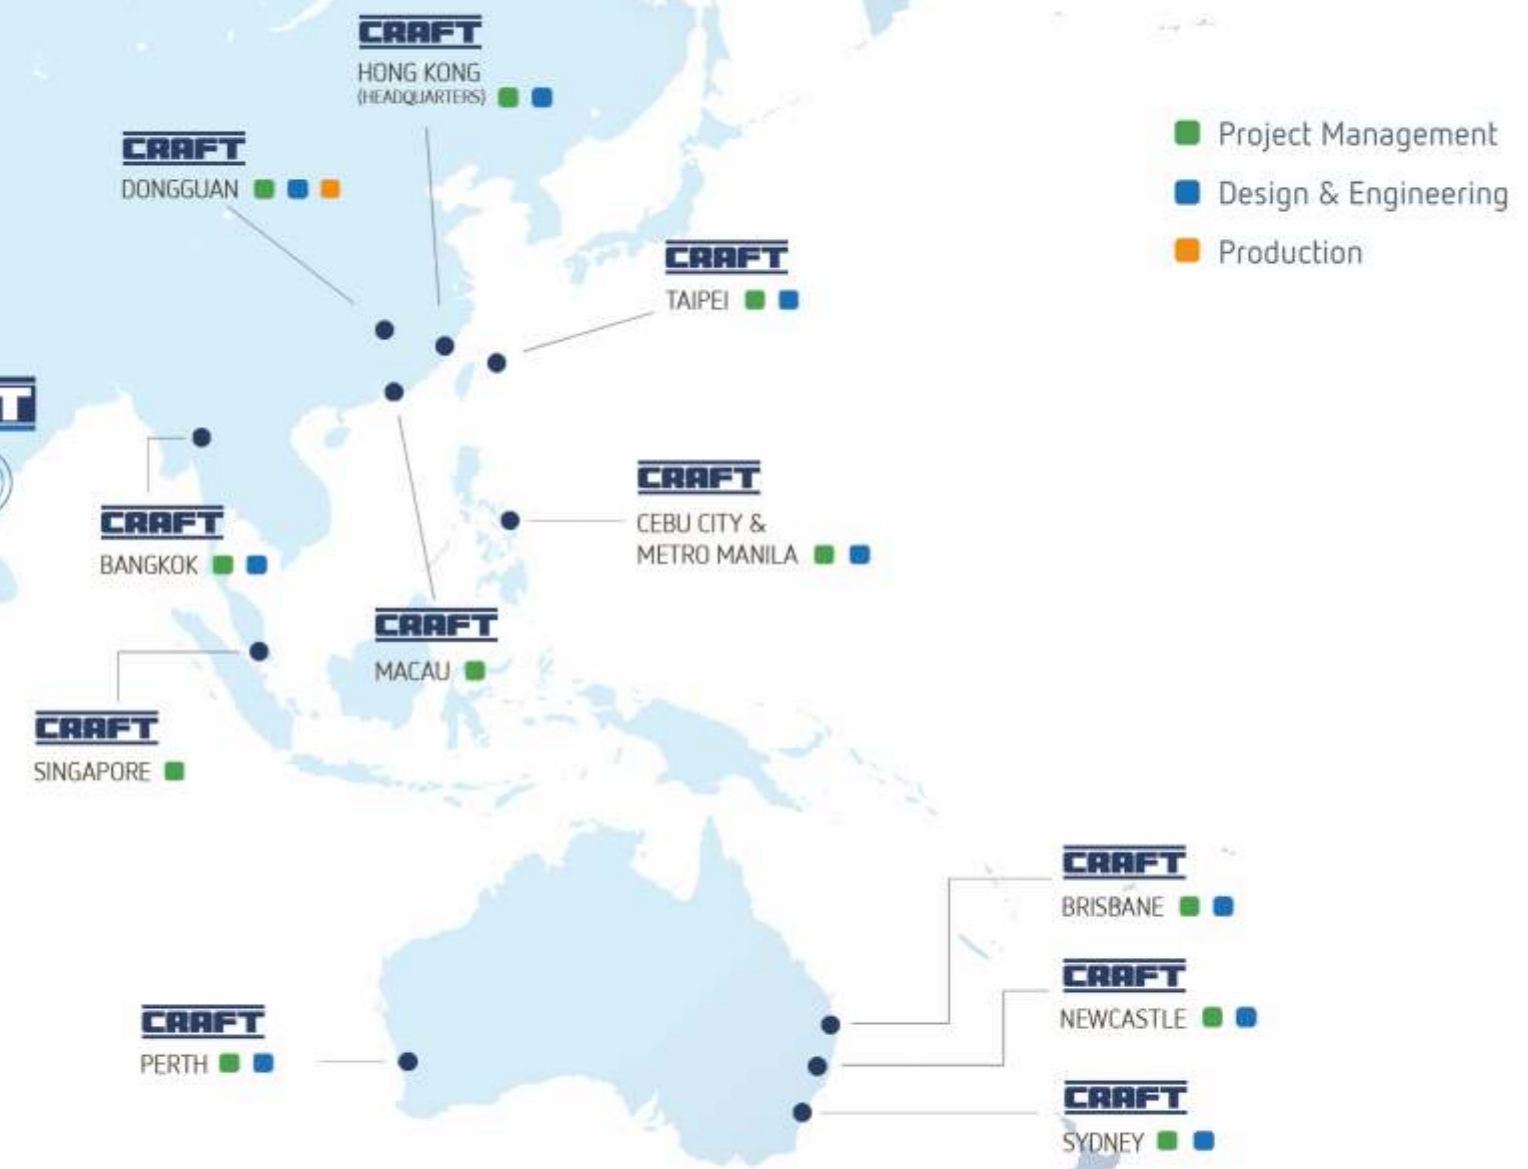 CRAFT
HONG KONG
(HEADQUARTERS)
Project Management
CRAFT
DONGGUAN
Design & Engineering
Production
CRAFT
TAIPEI
T
CRAFT
CEBU CITY &
METRO MANILA
CRAFT
BANGKOK
CRAFT
MACAU
CRAFT
SINGAPORE
CRAFT
BRISBANE
CRAFT
NEWCASTLE
CRAFT
PERTH
CRAFT
SYDNEY